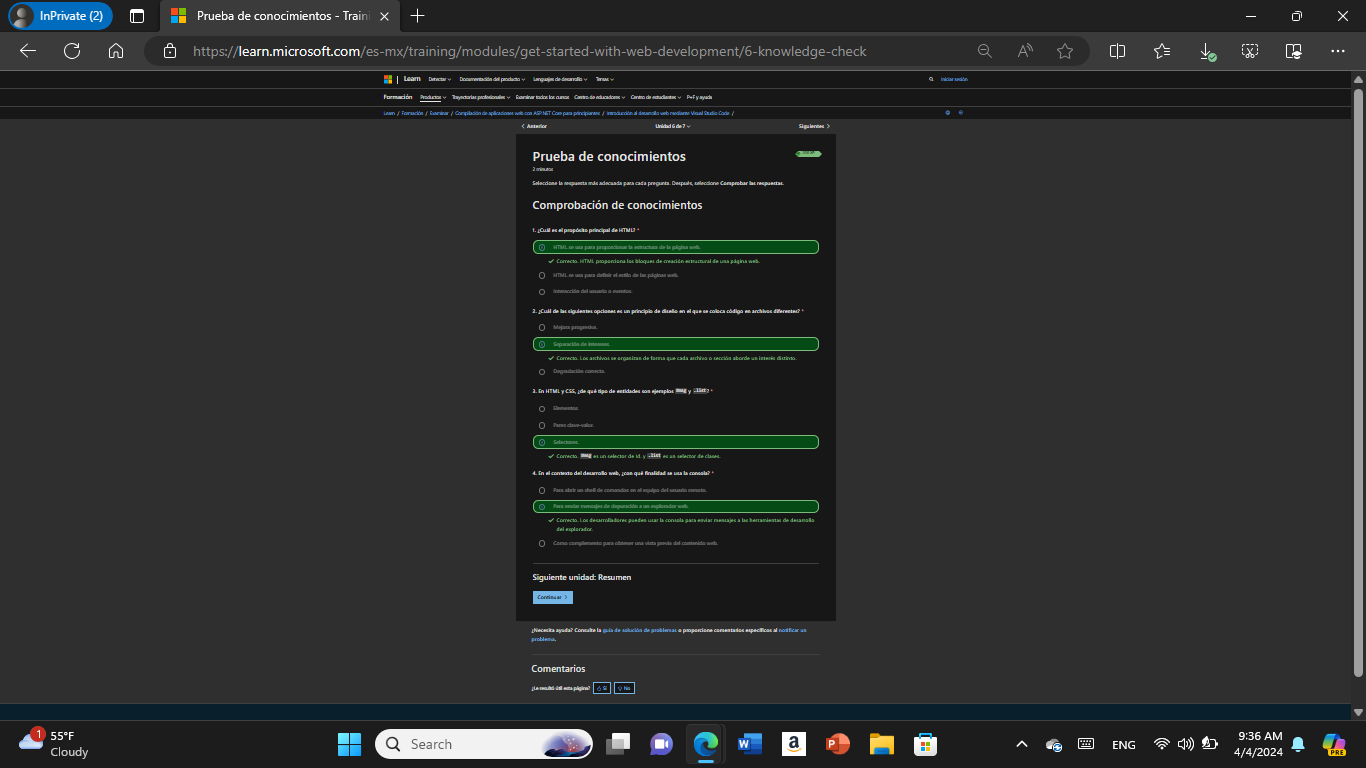 InPrivate (2)
Prueba de conocimientos - Traini
https://learn.microsoft.com/es-mx/training/modules/get-started-with-web-development/6-knowledge-check
Learn Detectar Documentación del producto Lenguajes de desarrollo Temas Iniciar sesión
Formación Productos Trayectorias profesionales Examinar todos los cursos Centro de educadores Centro de estudiantes P+F y ayuda
Learn / Formación / Examinar / Compilación de aplicaciones web con ASP.NET Core para principiantes / Introducción al desarrollo web mediante Visual Studio Code /
Anterior Unidad 6 de 7 Siguientes
Prueba de conocimientos
2 minutos
Seleccione la respuesta más adecuada para cada pregunta. Después, seleccione Comprobar las respuestas.
Comprobación de conocimientos
1. ¿Cuál es el propósito principal de HTML? *
HTML se usa para proporcionar la estructura de la página web.
Correcto. HTML proporciona los bloques de creación estructural de una página web.
HTML se usa para definir el estilo de las páginas web.
Interacción del usuario o eventos.
2. ¿Cuál de las siguientes opciones es un principio de diseño en el que se coloca código en archivos diferentes? *
Mejora progresiva.
Separación de intereses.
Correcto. Los archivos se organizan de forma que cada archivo o sección aborde un interés distinto.
Degradación correcta.
3. En HTML y CSS, ¿de qué tipo de entidades son ejemplos #msg y .list? *
Elementos.
Pares clave-valor.
Selectores.
Correcto. #msg es un selector de id. y .list es un selector de clases.
4. En el contexto del desarrollo web, ¿con qué finalidad se usa la consola? *
Para abrir un shell de comandos en el equipo del usuario remoto.
Para enviar mensajes de depuración a un explorador web.
Correcto. Los desarrolladores pueden usar la consola para enviar mensajes a las herramientas de desarrollo
del explorador.
Como complemento para obtener una vista previa del contenido web.
Siguiente unidad: Resumen
Continuar
¿Necesita ayuda? Consulte la guía de solución de problemas o proporcione comentarios específicos al notificar un
problema.
Comentarios
¿Le resultó útil esta página? Sí No
1 55°F
Cloudy
Search
ENG
9:36 AM
4/4/2024
PRE